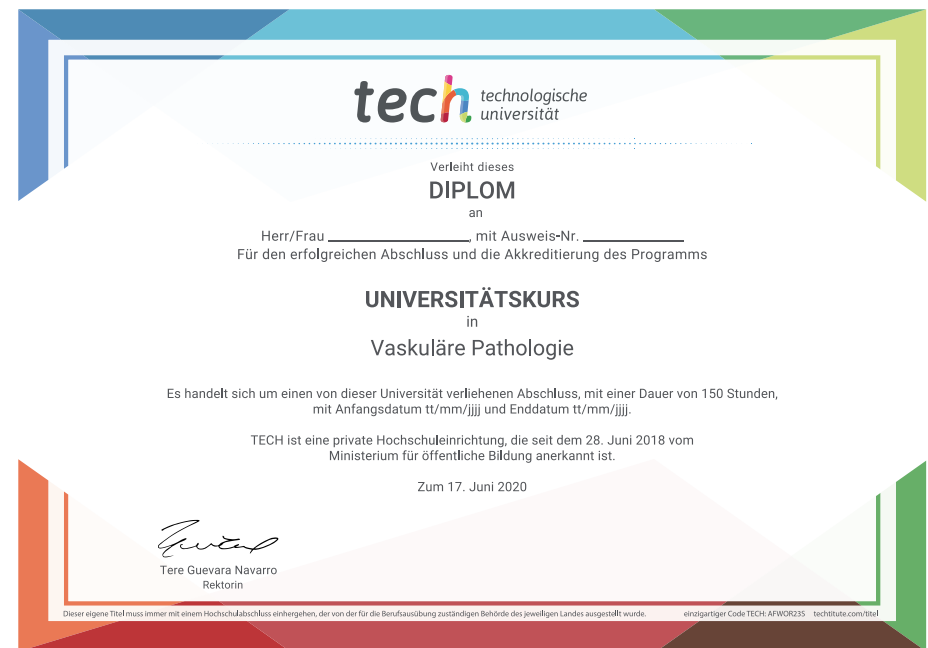 tech technologische
universität
Verleiht dieses
DIPLOM
an
Herr/Frau ____________________, mit Ausweis-Nr. ______________
Für den erfolgreichen Abschluss und die Akkreditierung des Programms
UNIVERSITÄTSKURS
in
Vaskuläre Pathologie
Es handelt sich um einen von dieser Universität verliehenen Abschluss, mit einer Dauer von 150 Stunden,
mit Anfangsdatum tt/mm/jjjj und Enddatum tt/mm/jjjj.
TECH ist eine private Hochschuleinrichtung, die seit dem 28. Juni 2018 vom
Ministerium für öffentliche Bildung anerkannt ist.
Zum 17. Juni 2020
Tere Guevara Navarro
Rektorin
Dieser eigene Titel muss immer mit einem Hochschulabschluss einhergehen, der von der für die Berufsausübung zuständigen Behörde des jeweiligen Landes ausgestellt wurde. einzigartiger Code TECH: AFWOR23S techtitute.com/titel